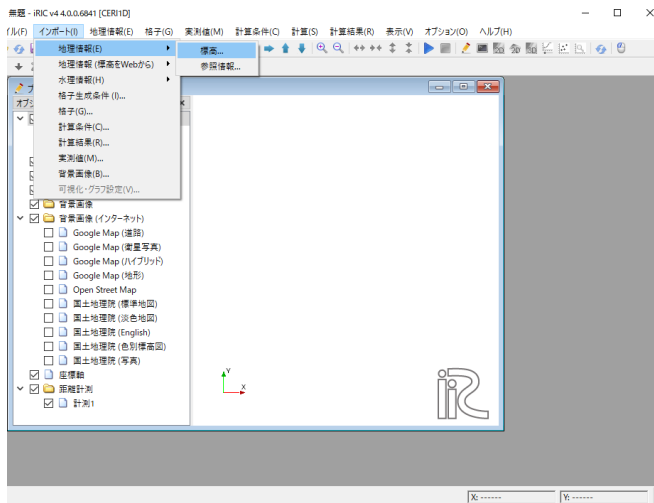 無題 - iRIC v4 4.0.0.6841 [CERI1D]
イル(F) インポート(I) 地理情報(E) 格子(G) 実測値(M) 計算条件(C) 計算(S) 計算結果(R) 表示(V) オプション(O) ヘルプ(H)
地理情報(E)
標高...
地理情報 (標高をWebから)
参照情報...
水理情報(H)
格子生成条件 (I)...
格子(G)...
計算条件(C)...
計算結果(R)...
実測値(M)...
背景画像(B)...
可視化・グラフ設定(V)...
オブジ
背景画像
背景画像 (インターネット)
Google Map (道路)
Google Map (衛星写真)
Google Map (ハイブリッド)
Google Map (地形)
Open Street Map
国土地理院 (標準地図)
国土地理院 (淡色地図)
国土地理院 (English)
国土地理院 (色別標高図)
国土地理院 (写真)
座標軸
距離計測
計測1
Y
X
iRIC
X: ------
Y: ------